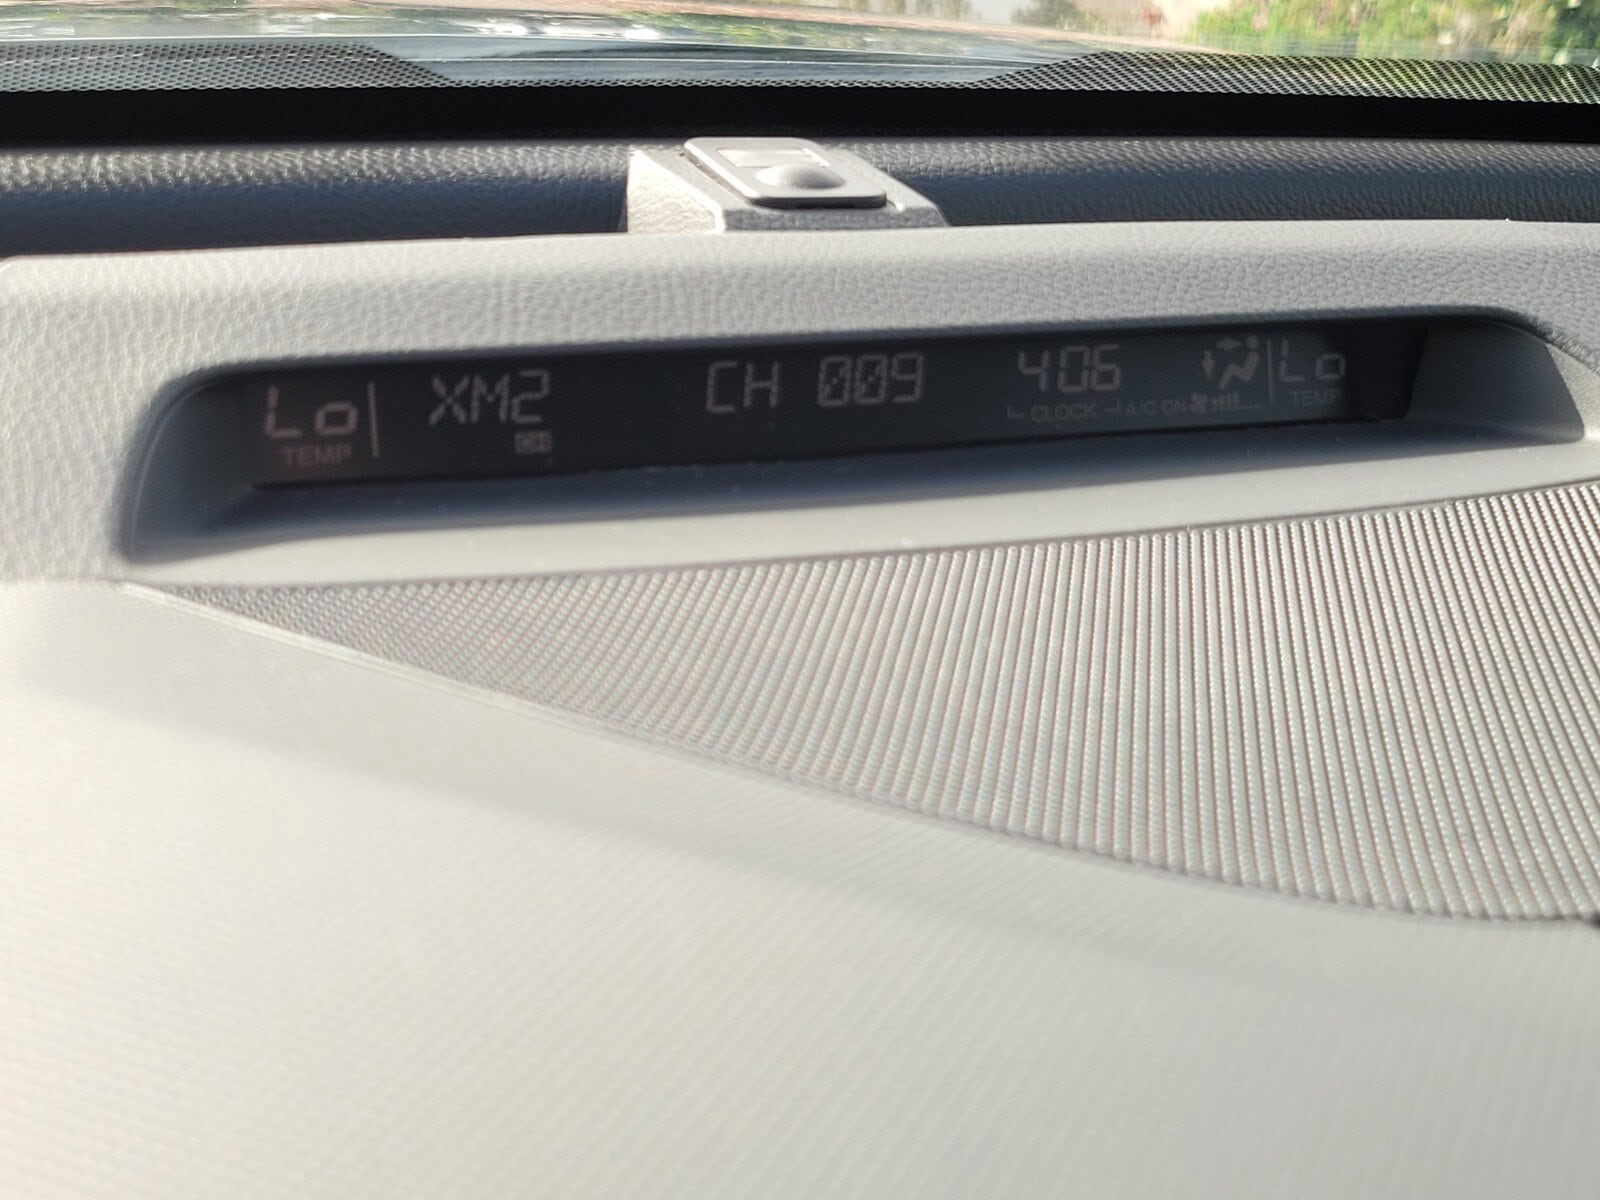 Lo XM2 CH 009 406 Lo
TEMP CLOCK A/C ON TEMP